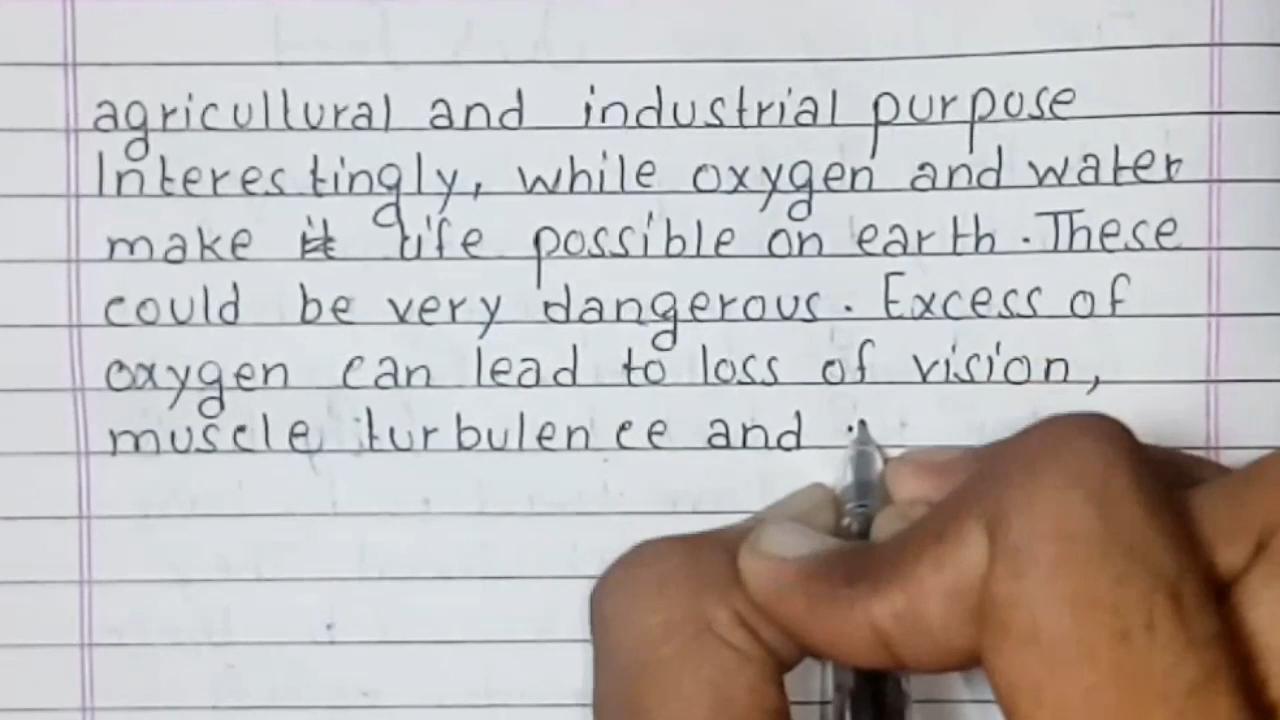 agricullural and industrial purpose
Interestingly, while oxygen and water
make it life possible on earth. These
could be very dangerous. Excess of
oxygen can lead to loss of vision,
muscle turbulence and